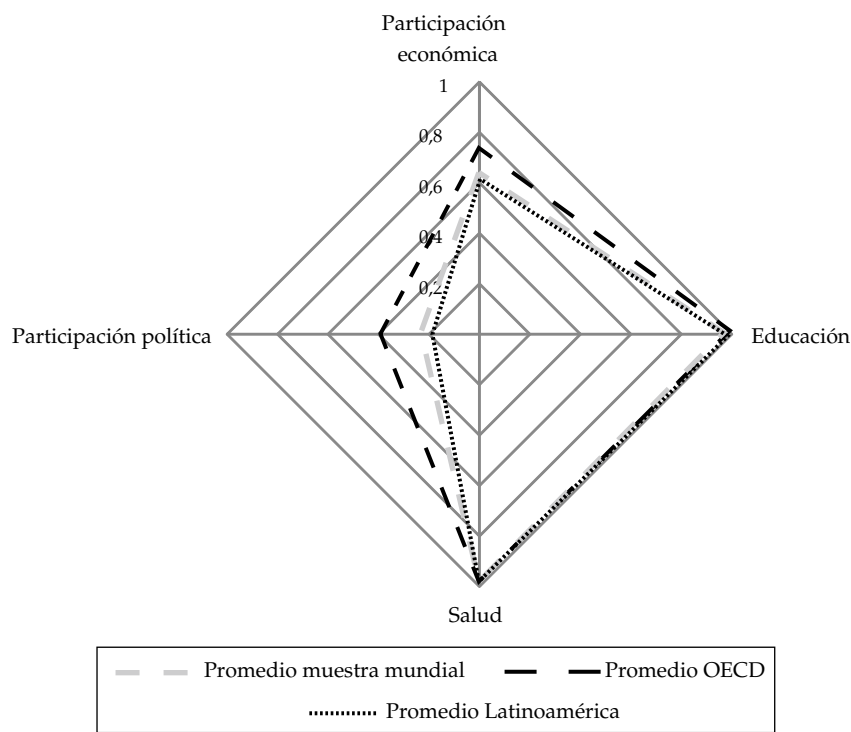 Participación
económica
1
0,8
0,6
0,4
0,2
Participación política
Educación
Salud
Promedio muestra mundial
Promedio OECD
Promedio Latinoamérica